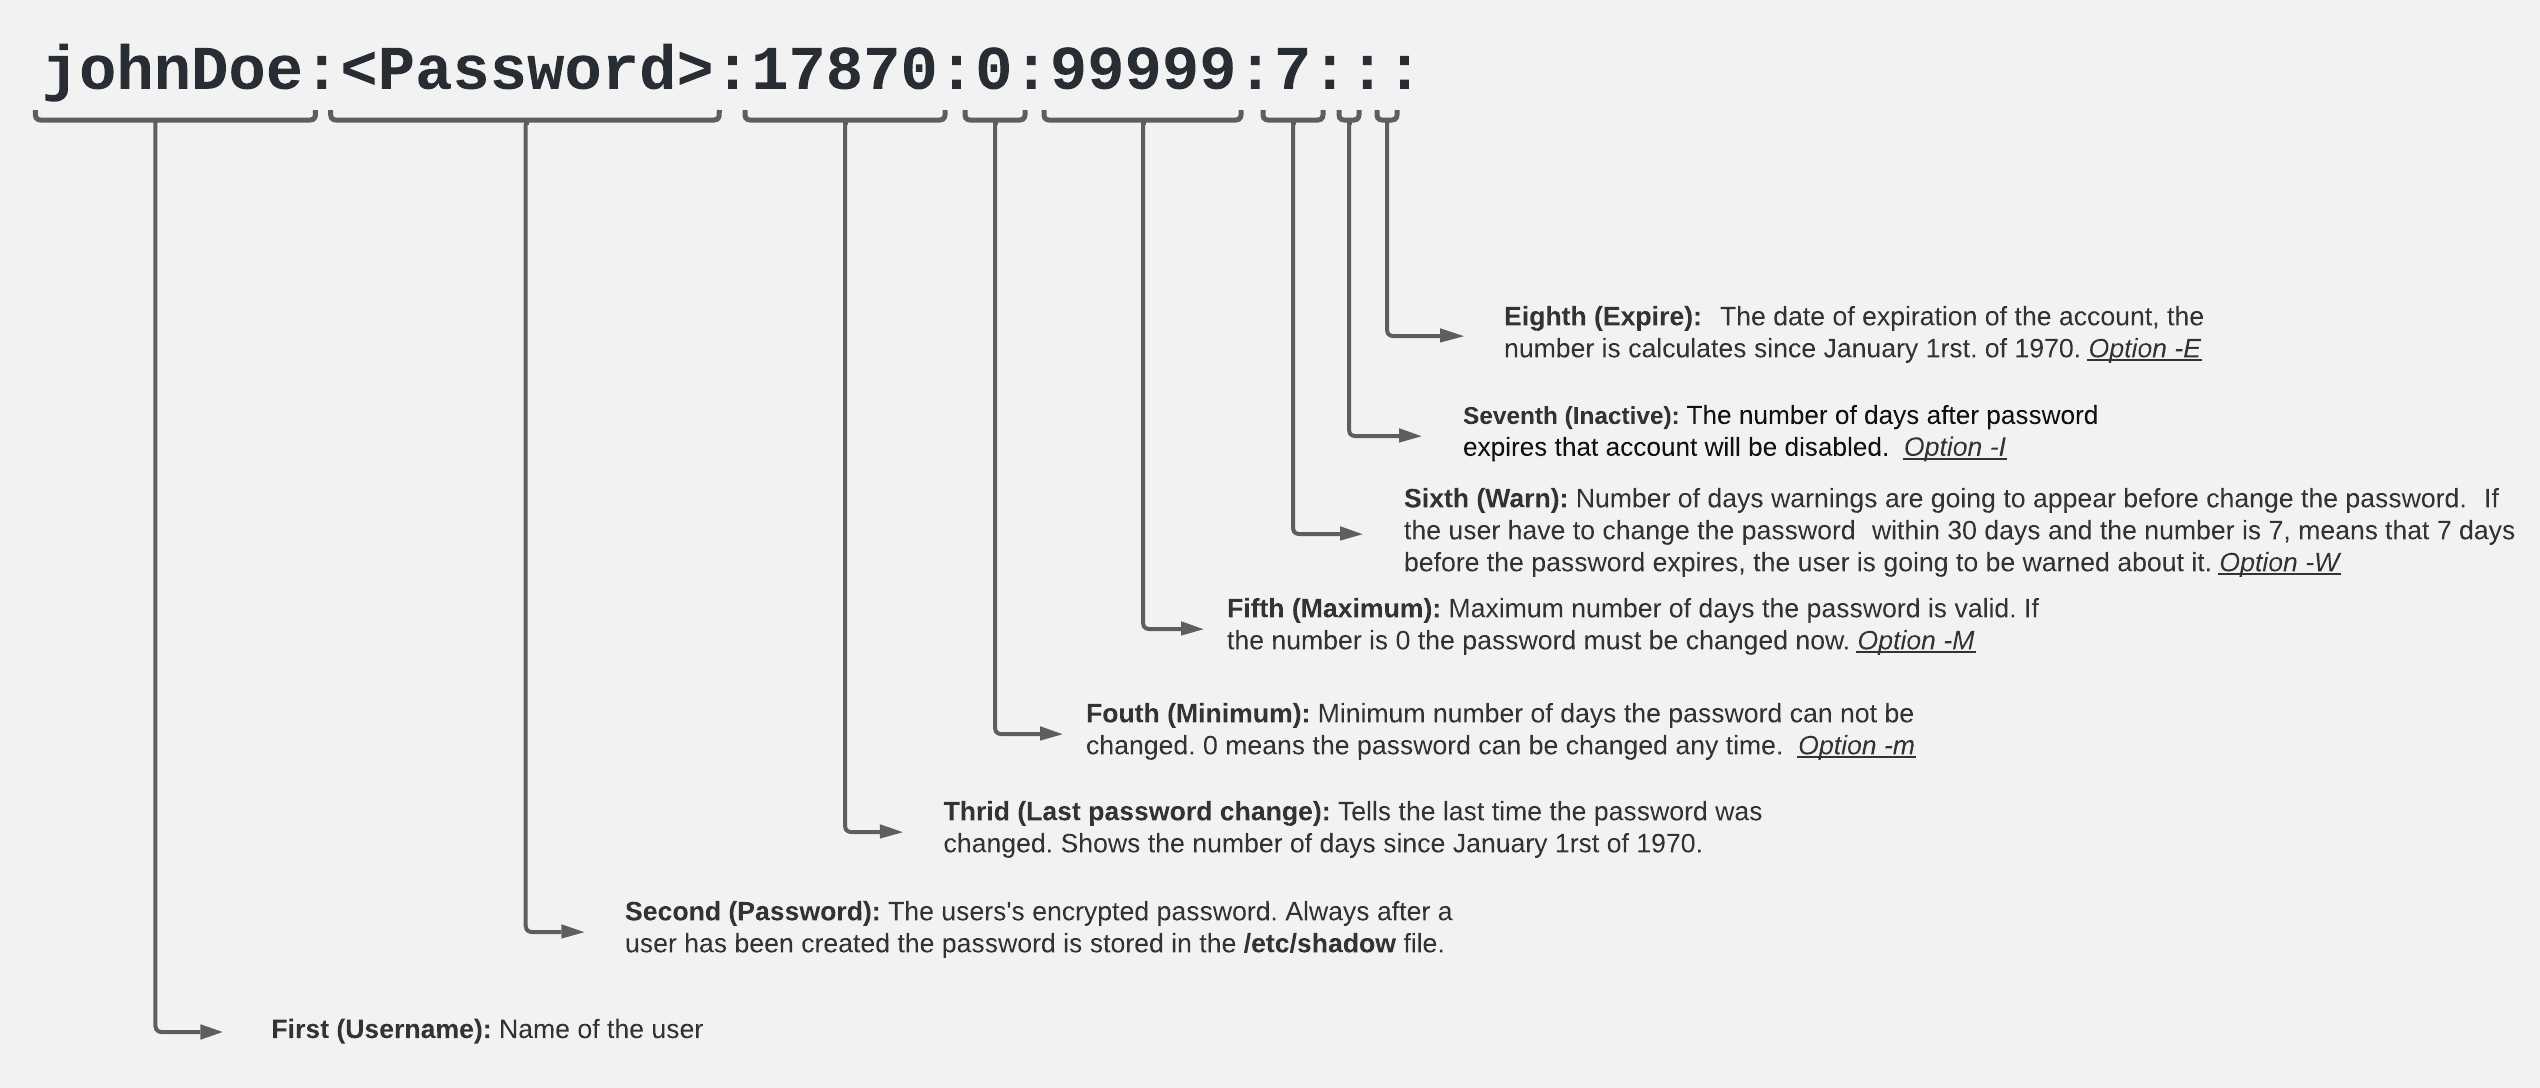 johnDoe:<Password>:17870:0:99999:7:::
Eighth (Expire): The date of expiration of the account, the
number is calculates since January 1rst. of 1970. Option -E
Seventh (Inactive): The number of days after password
expires that account will be disabled. Option -I
Sixth (Warn): Number of days warnings are going to appear before change the password. If
the user have to change the password within 30 days and the number is 7, means that 7 days
before the password expires, the user is going to be warned about it. Option -W
Fifth (Maximum): Maximum number of days the password is valid. If
the number is 0 the password must be changed now. Option -M
Fouth (Minimum): Minimum number of days the password can not be
changed. 0 means the password can be changed any time. Option -m
Thrid (Last password change): Tells the last time the password was
changed. Shows the number of days since January 1rst of 1970.
Second (Password): The users's encrypted password. Always after a
user has been created the password is stored in the /etc/shadow file.
First (Username): Name of the user